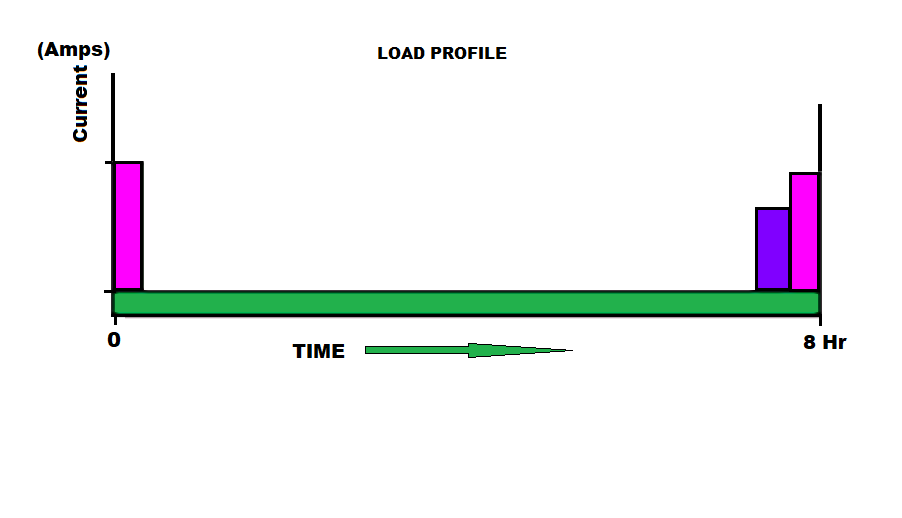 (Amps)
LOAD PROFILE
Current
0
8 Hr
TIME